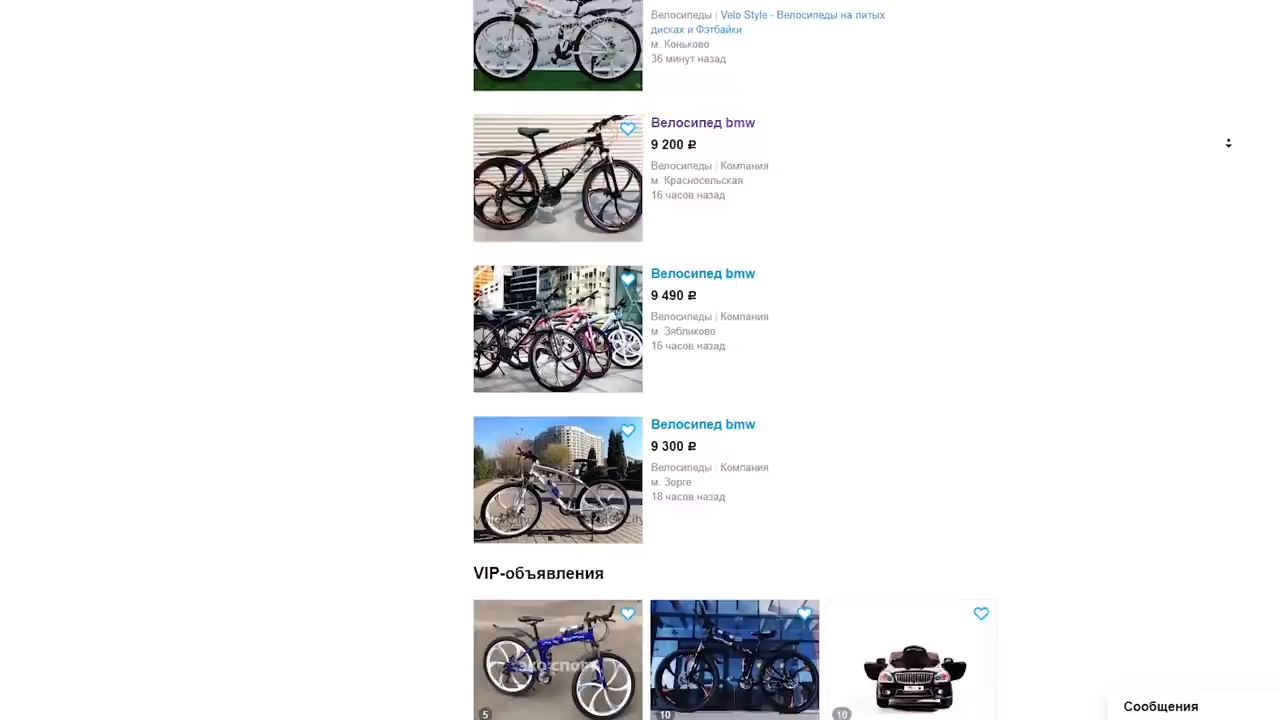 Велосипеды | Velo Style - Велосипеды на литых
дисках и Фэтбайки
м. Коньково
36 минут назад
Велосипед bmw
9 200 ₽
Велосипеды | Компания
м. Красносельская
16 часов назад
Велосипед bmw
9 490 ₽
Велосипеды | Компания
м. Зябликово
16 часов назад
Велосипед bmw
9 300 ₽
Велосипеды | Компания
м. Зорге
18 часов назад
VIP-объявления
экоспорт
5
10
10
Сообщения